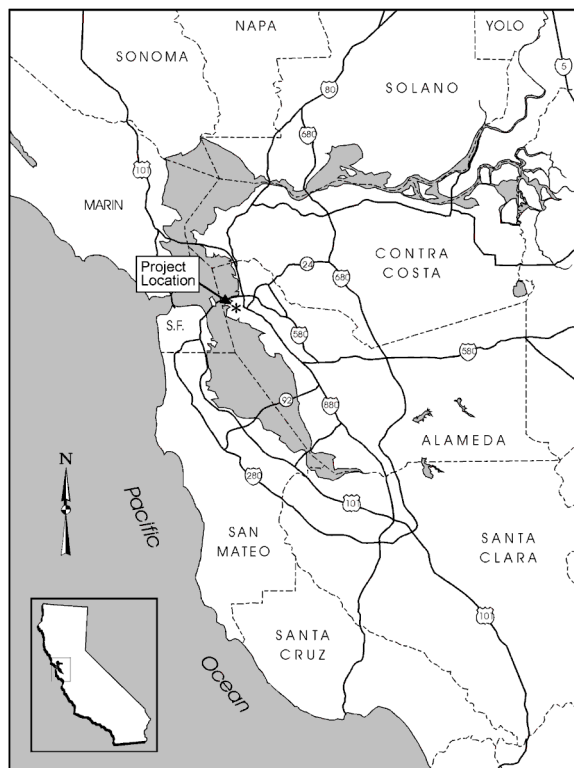 NAPA
YOLO
SONOMA
5
80
SOLANO
680
101
MARIN
CONTRA
COSTA
24
Project
Location
680
S.F.
*
580
580
92
880
ALAMEDA
N
280
101
Pacific
SAN
MATEO
SANTA
CLARA
101
SANTA
CRUZ
Ocean